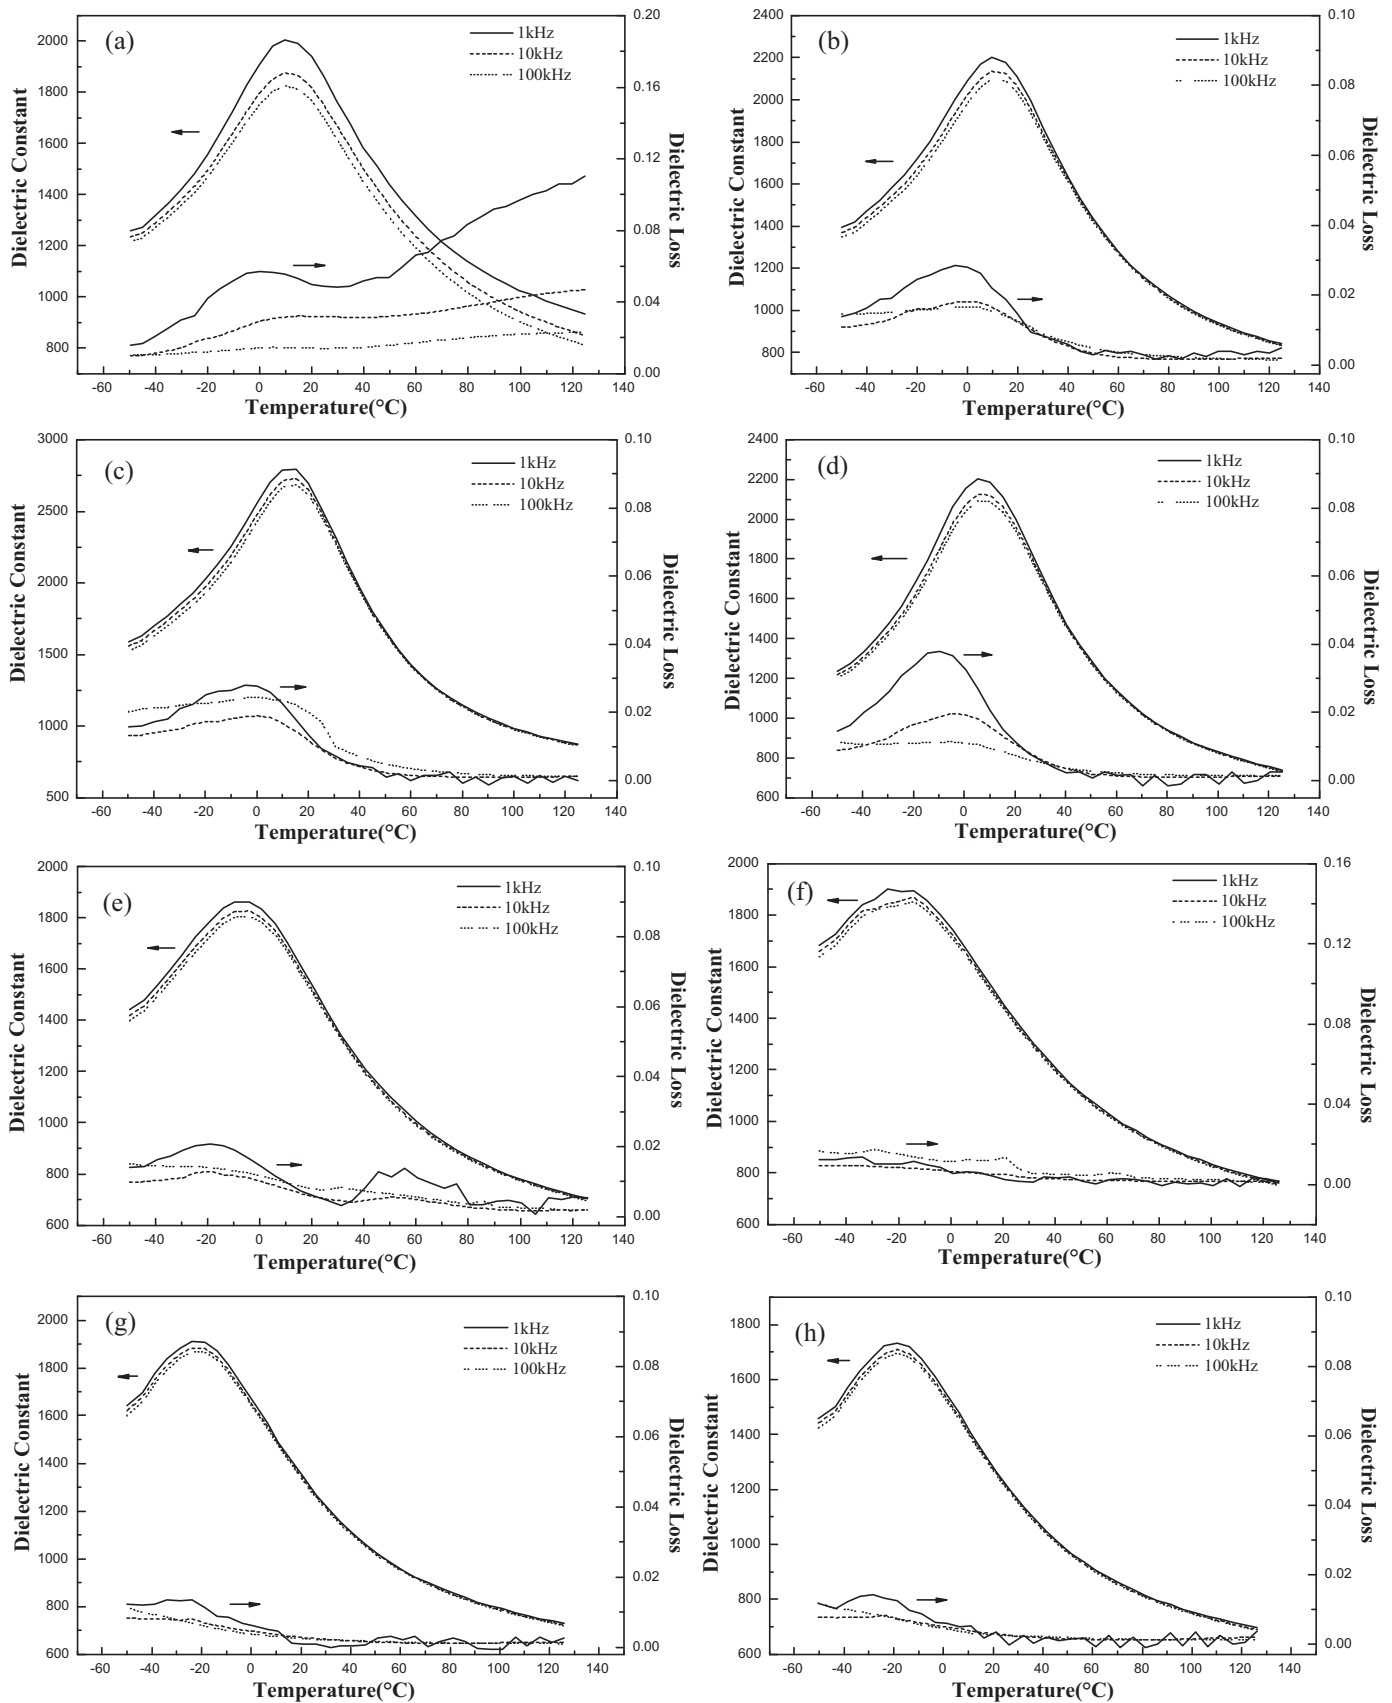 (a)
1kHz
10kHz
100kHz
2000
1800
1600
1400
1200
1000
800
0.20
0.16
0.12
0.08
0.04
0.00
-60 -40 -20 0 20 40 60 80 100 120 140
Dielectric Constant
Dielectric Loss
Temperature(°C)
(b)
1kHz
10kHz
100kHz
2400
2200
2000
1800
1600
1400
1200
1000
800
0.10
0.08
0.06
0.04
0.02
0.00
-60 -40 -20 0 20 40 60 80 100 120 140
Dielectric Constant
Dielectric Loss
Temperature(°C)
(c)
1kHz
10kHz
100kHz
3000
2500
2000
1500
1000
500
0.10
0.08
0.06
0.04
0.02
0.00
-60 -40 -20 0 20 40 60 80 100 120 140
Dielectric Constant
Dielectric Loss
Temperature(°C)
(d)
1kHz
10kHz
100kHz
2400
2200
2000
1800
1600
1400
1200
1000
800
600
0.10
0.08
0.06
0.04
0.02
0.00
-60 -40 -20 0 20 40 60 80 100 120 140
Dielectric Constant
Dielectric Loss
Temperature(°C)
(e)
1kHz
10kHz
100kHz
2000
1800
1600
1400
1200
1000
800
600
0.10
0.08
0.06
0.04
0.02
0.00
-60 -40 -20 0 20 40 60 80 100 120 140
Dielectric Constant
Dielectric Loss
Temperature(°C)
(f)
1kHz
10kHz
100kHz
2000
1800
1600
1400
1200
1000
800
600
0.16
0.12
0.08
0.04
0.00
-60 -40 -20 0 20 40 60 80 100 120 140
Dielectric Constant
Dielectric Loss
Temperature(°C)
(g)
1kHz
10kHz
100kHz
2000
1800
1600
1400
1200
1000
800
600
0.10
0.08
0.06
0.04
0.02
0.00
-60 -40 -20 0 20 40 60 80 100 120 140
Dielectric Constant
Dielectric Loss
Temperature(°C)
(h)
1kHz
10kHz
100kHz
1800
1600
1400
1200
1000
800
600
0.10
0.08
0.06
0.04
0.02
0.00
-60 -40 -20 0 20 40 60 80 100 120 140
Dielectric Constant
Dielectric Loss
Temperature(°C)